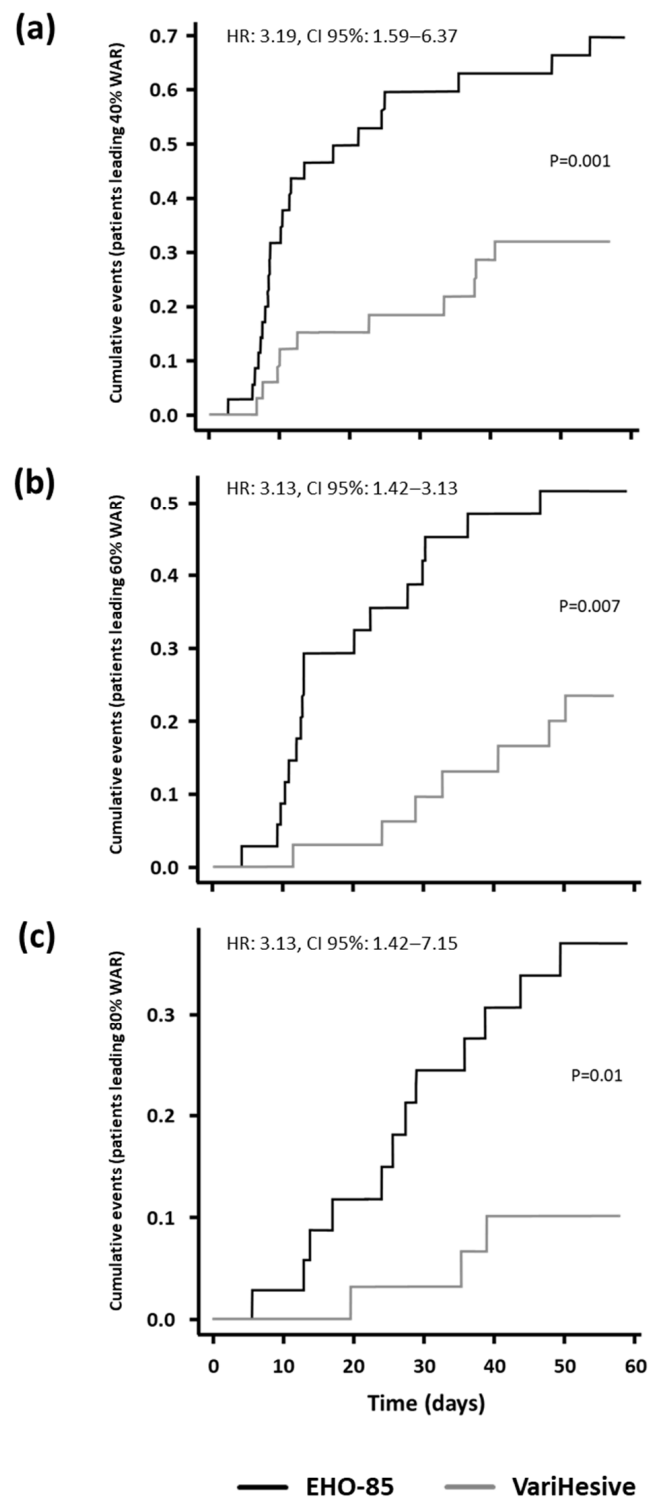 (a)
HR: 3.19, CI 95%: 1.59–6.37
P=0.001
Cumulative events (patients leading 40% WAR)
0.7
0.6
0.5
0.4
0.3
0.2
0.1
0.0
(b)
HR: 3.13, CI 95%: 1.42–3.13
P=0.007
Cumulative events (patients leading 60% WAR)
0.5
0.4
0.3
0.2
0.1
0.0
(c)
HR: 3.13, CI 95%: 1.42–7.15
P=0.01
Cumulative events (patients leading 80% WAR)
0.3
0.2
0.1
0.0
0 10 20 30 40 50 60
Time (days)
EHO-85 VariHesive